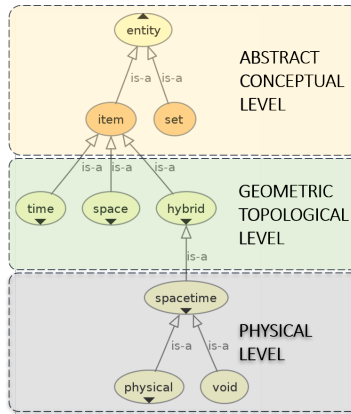 entity
is-a is-a
ABSTRACT
CONCEPTUAL
LEVEL
item set
is-a is-a is-a
time space hybrid
GEOMETRIC
TOPOLOGICAL
LEVEL
is-a
spacetime
PHYSICAL
LEVEL
is-a is-a
physical void